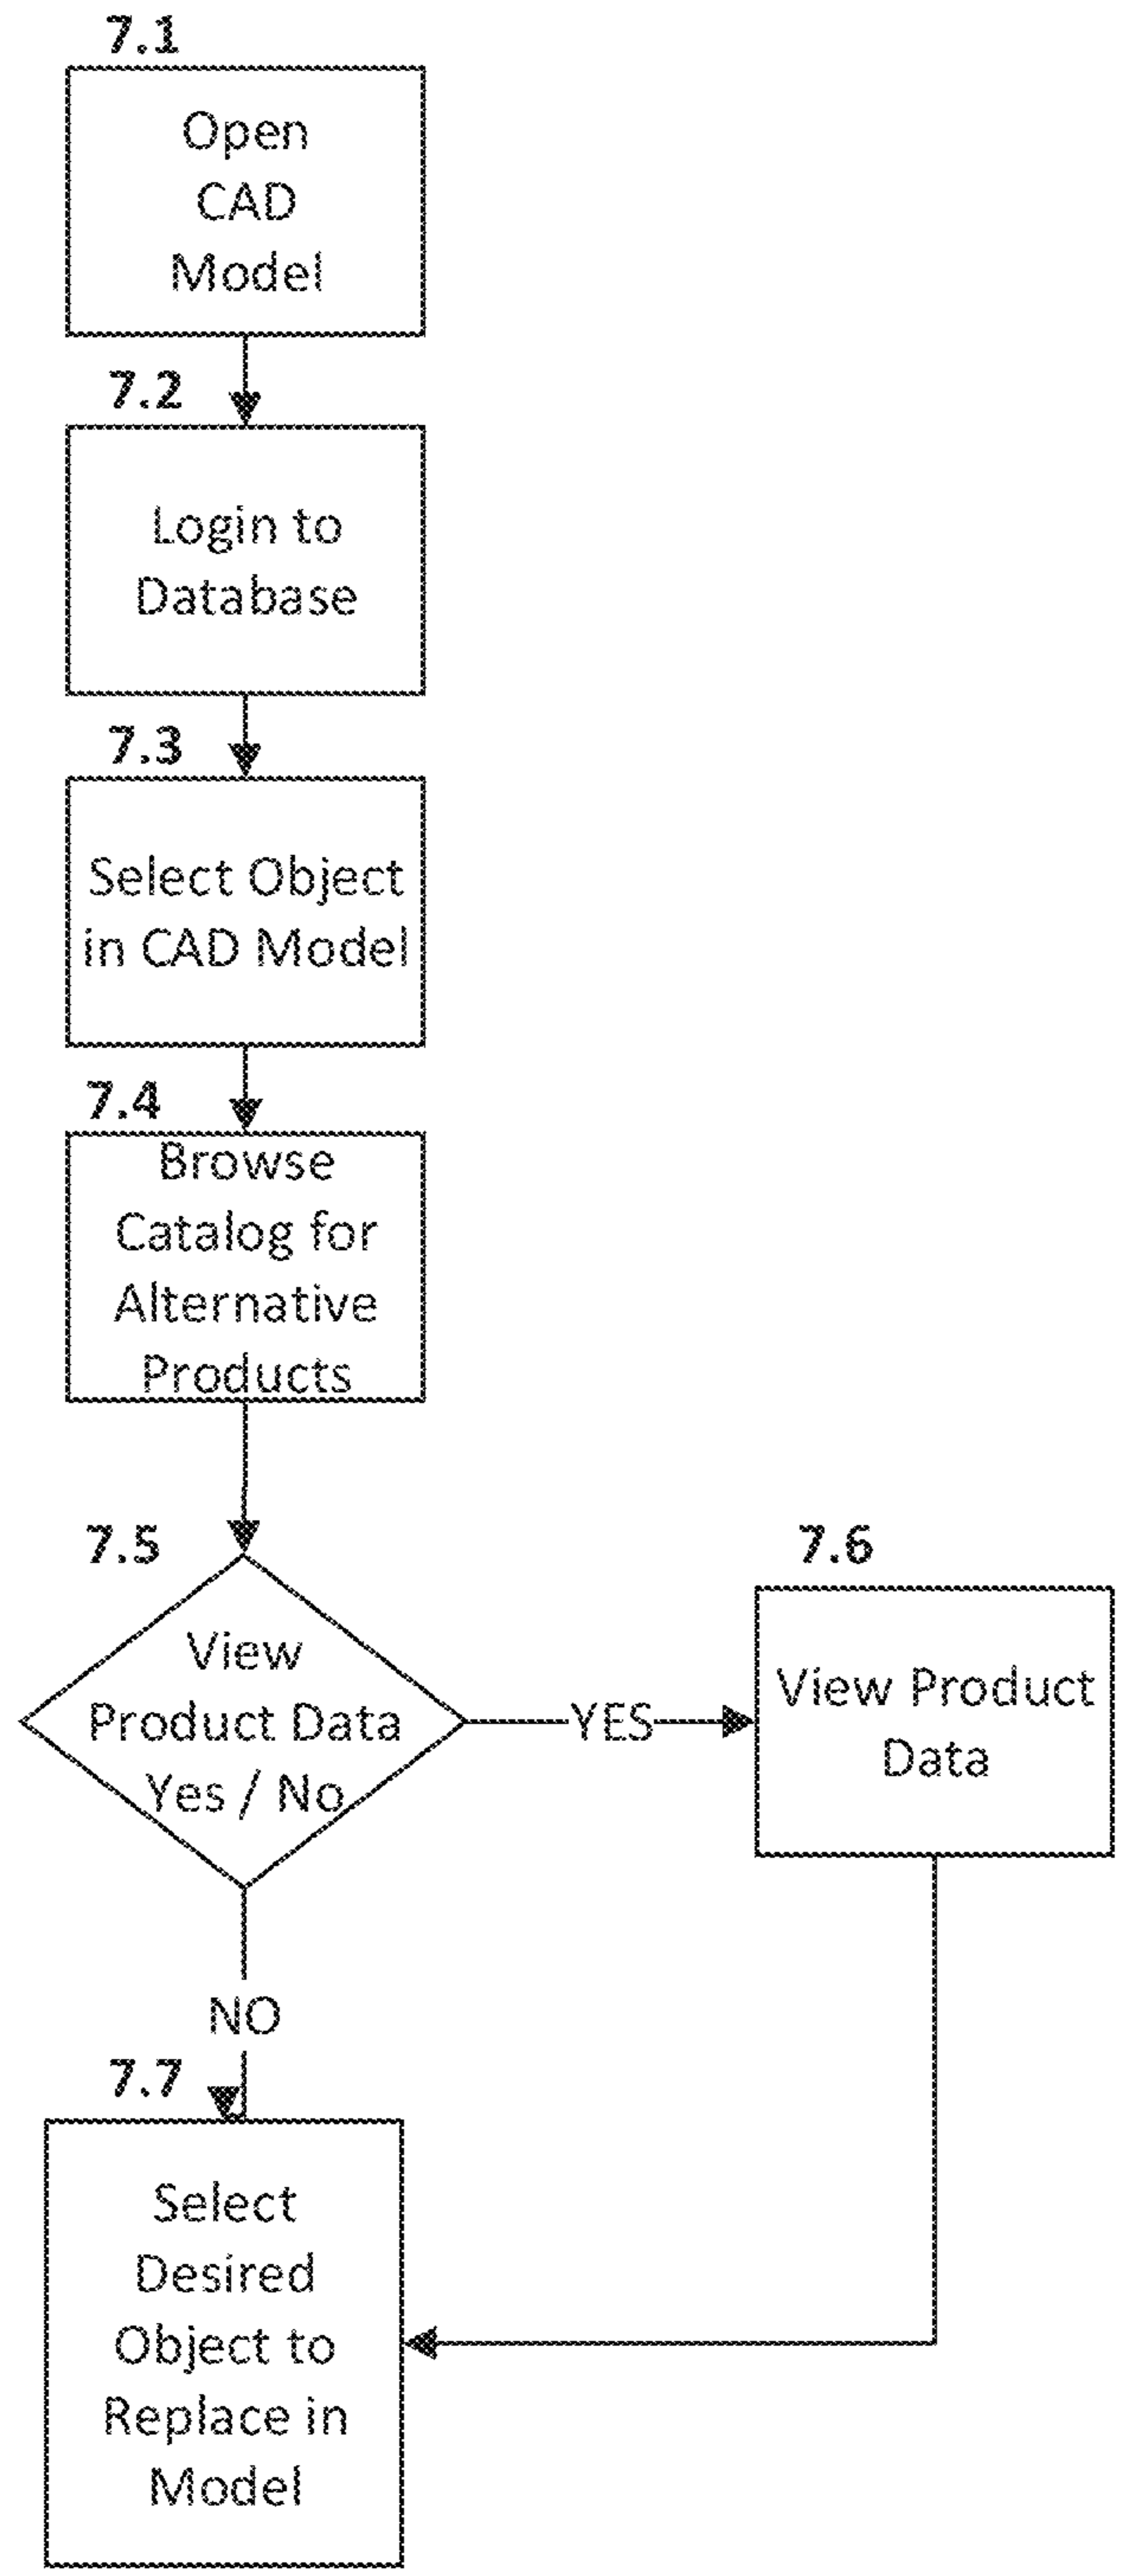 7.1
Open
CAD
Model
7.2
Login to
Database
7.3
Select Object
in CAD Model
7.4
Browse
Catalog for
Alternative
Products
7.5
View
Product Data
Yes / No
YES
7.6
View Product
Data
NO
7.7
Select
Desired
Object to
Replace in
Model